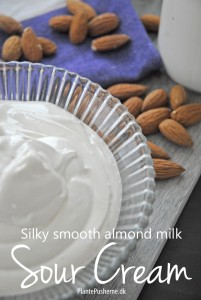 Silky smooth almond milk
Sour Cream
PlantePusherne.dk